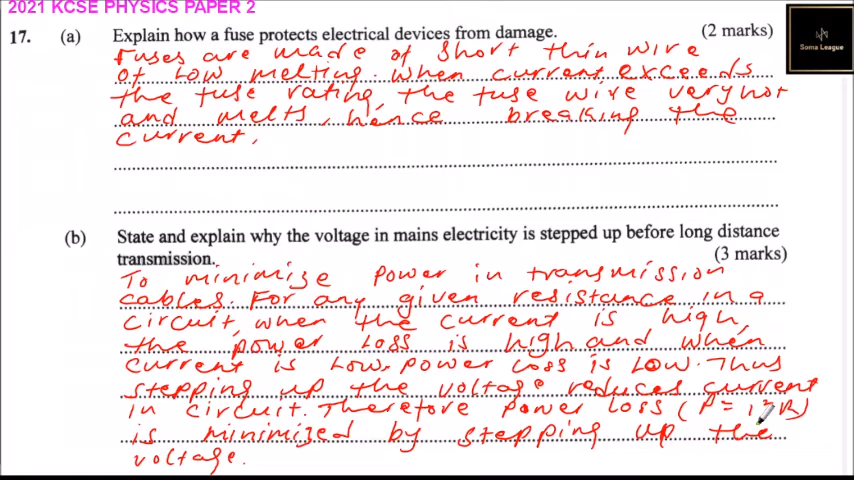 2021 KCSE PHYSICS PAPER 2
17. (a) Explain how a fuse protects electrical devices from damage. (2 marks)
Soma League
Fuses are made of short thin wire
of low melting. When current exceeds
the fuse rating, the fuse wire very hot
and melts, hence breaking the
current.
(b) State and explain why the voltage in mains electricity is stepped up before long distance
transmission. (3 marks)
To minimize power in transmission
cables. For any given resistance in a
circuit, when the current is high,
the power loss is high and when
current is low, power loss is low. Thus
stepping up the voltage reduces current
in circuit. Therefore power loss (P = I²R)
is minimized by stepping up the
voltage.